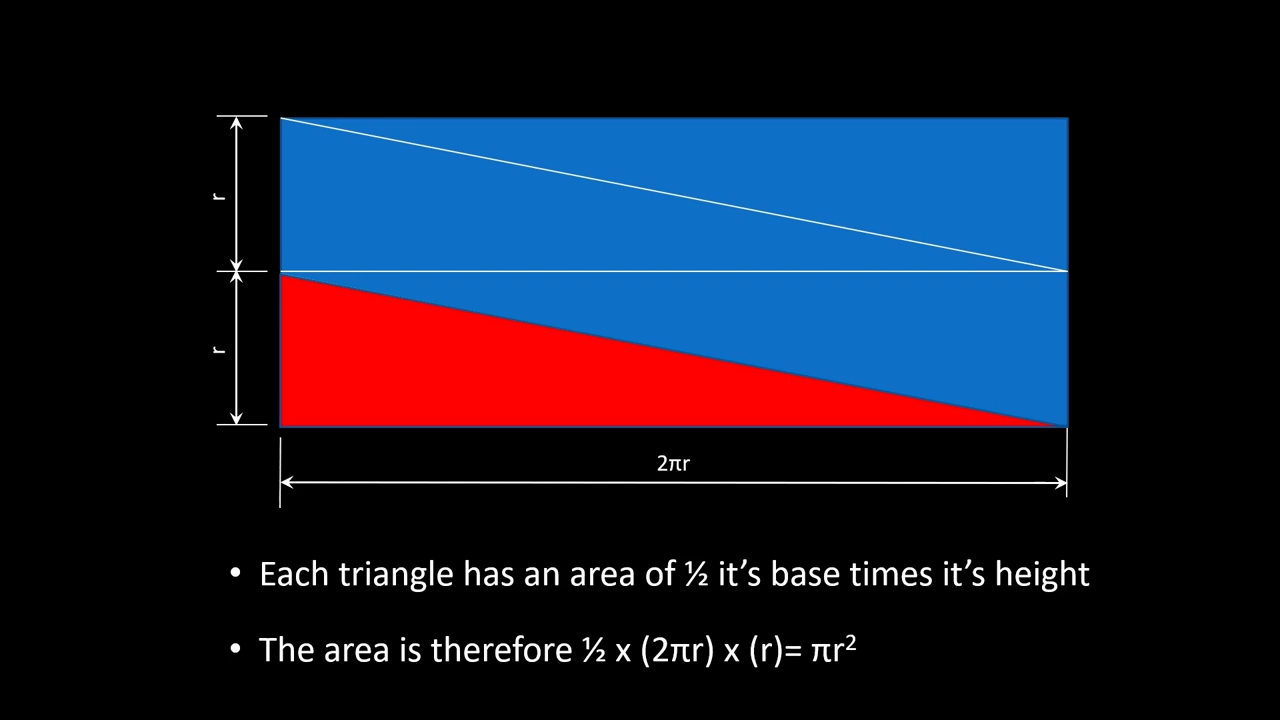 r
r
2πr
• Each triangle has an area of ½ it’s base times it’s height
• The area is therefore ½ x (2πr) x (r)= πr²